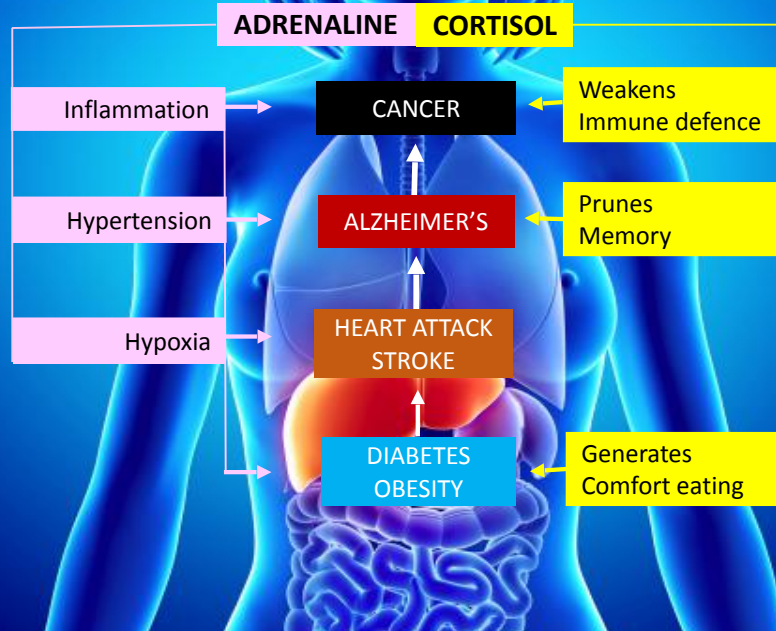 ADRENALINE CORTISOL
Inflammation
CANCER
Weakens
Immune defence
Hypertension
ALZHEIMER’S
Prunes
Memory
Hypoxia
HEART ATTACK
STROKE
DIABETES
OBESITY
Generates
Comfort eating